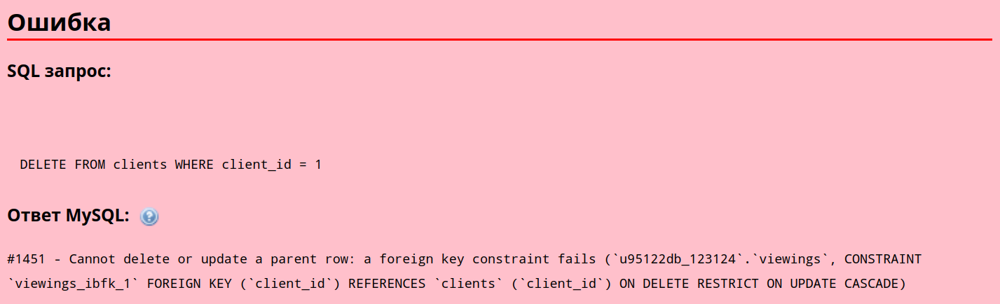 Ошибка
SQL запрос:
DELETE FROM clients WHERE client_id = 1
Ответ MySQL:
#1451 - Cannot delete or update a parent row: a foreign key constraint fails (`u95122db_123124`.`viewings`, CONSTRAINT
`viewings_ibfk_1` FOREIGN KEY (`client_id`) REFERENCES `clients` (`client_id`) ON DELETE RESTRICT ON UPDATE CASCADE)